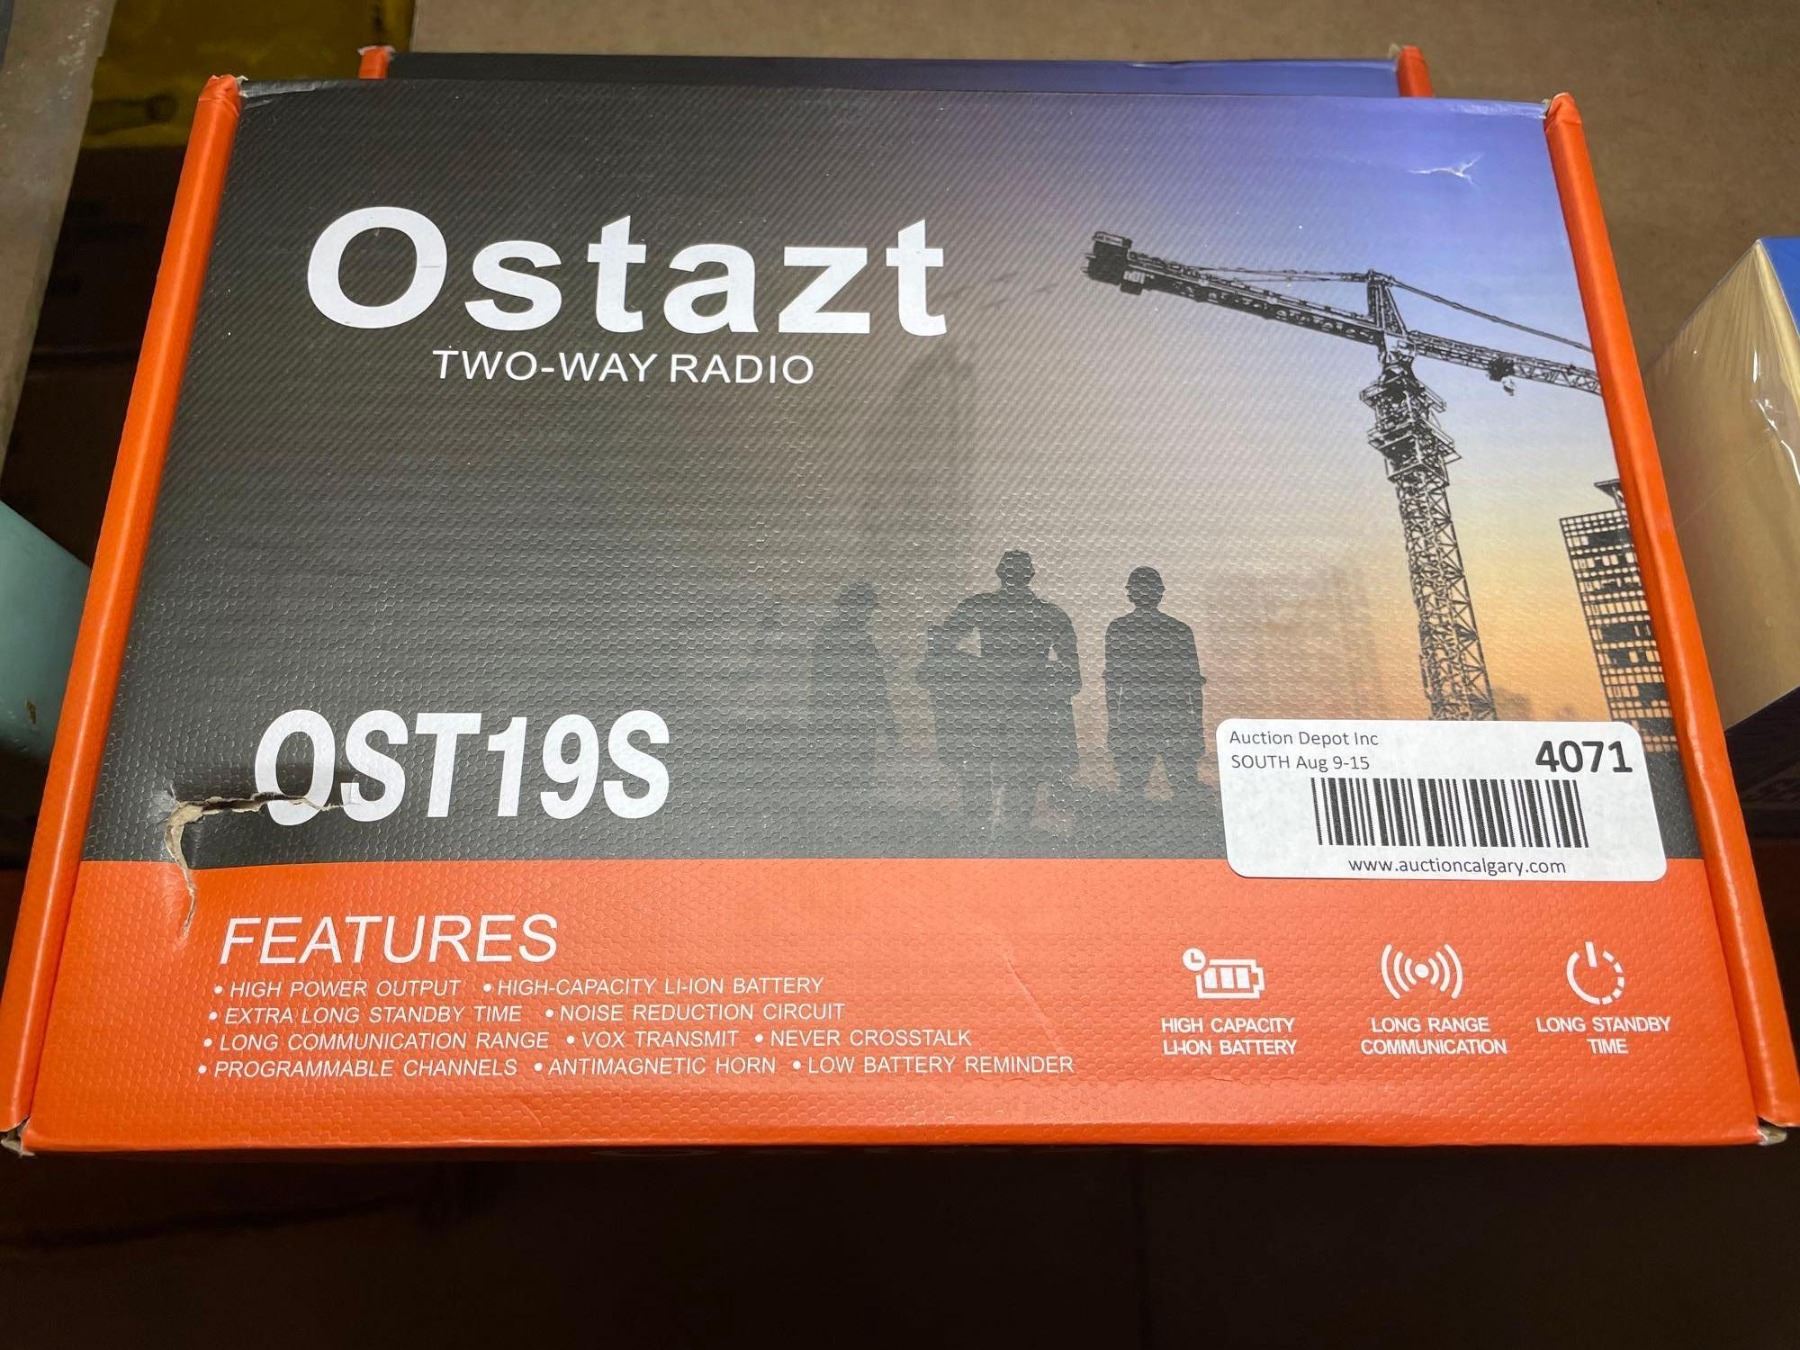 Ostazt
TWO-WAY RADIO
OST19S
Auction Depot Inc
SOUTH Aug 9-15
4071
www.auctioncalgary.com
FEATURES
• HIGH POWER OUTPUT • HIGH-CAPACITY LI-ION BATTERY
• EXTRA LONG STANDBY TIME • NOISE REDUCTION CIRCUIT
• LONG COMMUNICATION RANGE • VOX TRANSMIT • NEVER CROSSTALK
• PROGRAMMABLE CHANNELS • ANTIMAGNETIC HORN • LOW BATTERY REMINDER
HIGH CAPACITY
LI-ION BATTERY
LONG RANGE
COMMUNICATION
LONG STANDBY
TIME